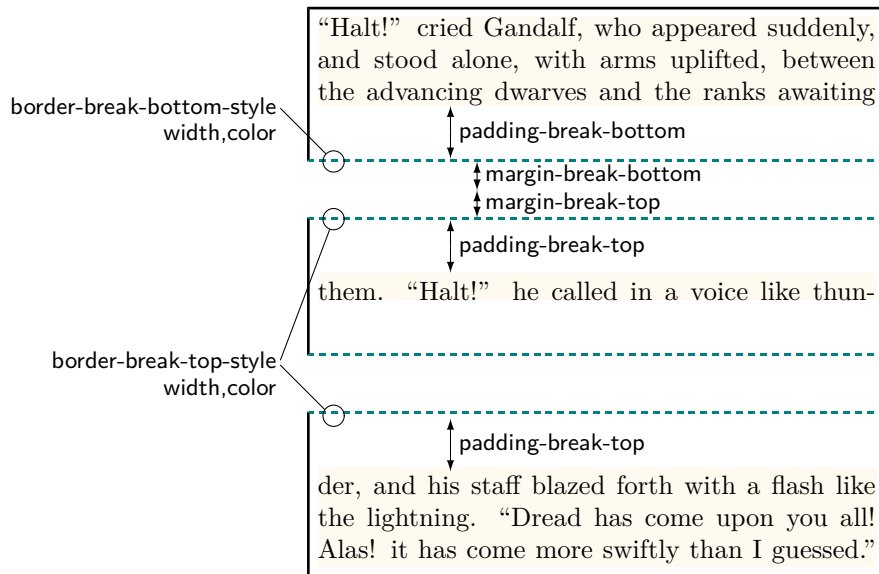 “Halt!” cried Gandalf, who appeared suddenly,
and stood alone, with arms uplifted, between
the advancing dwarves and the ranks awaiting
border-break-bottom-style
width,color
padding-break-bottom
margin-break-bottom
margin-break-top
padding-break-top
them. “Halt!” he called in a voice like thun-
border-break-top-style
width,color
padding-break-top
der, and his staff blazed forth with a flash like
the lightning. “Dread has come upon you all!
Alas! it has come more swiftly than I guessed.”